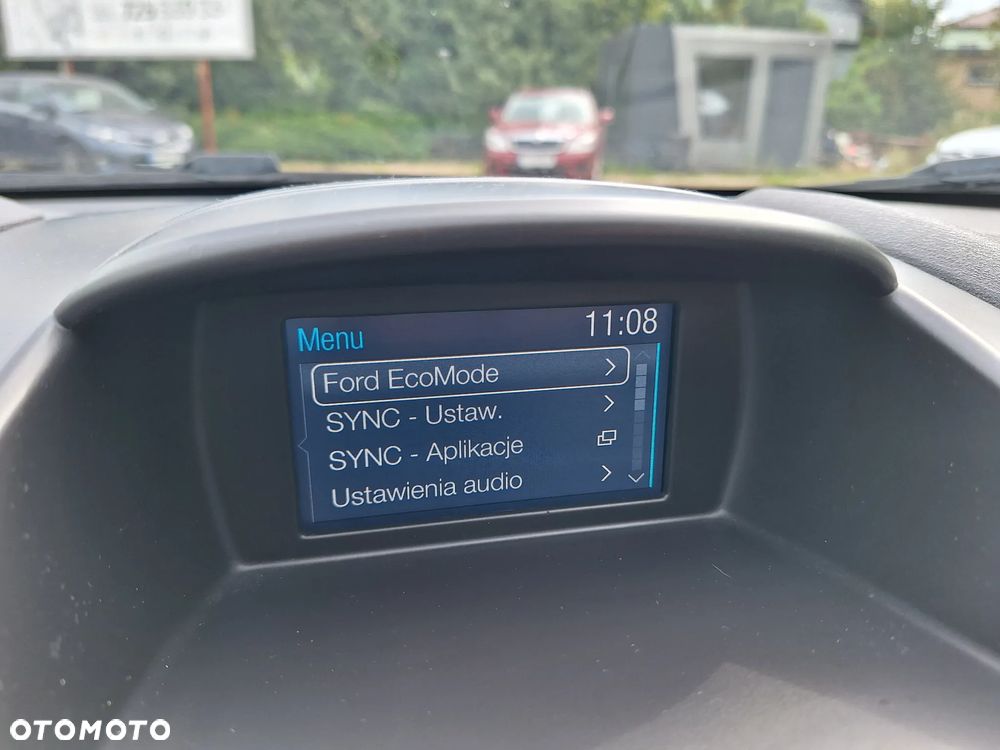 Menu
11:08
Ford EcoMode
SYNC - Ustaw.
SYNC - Aplikacje
Ustawienia audio
OTOMOTO